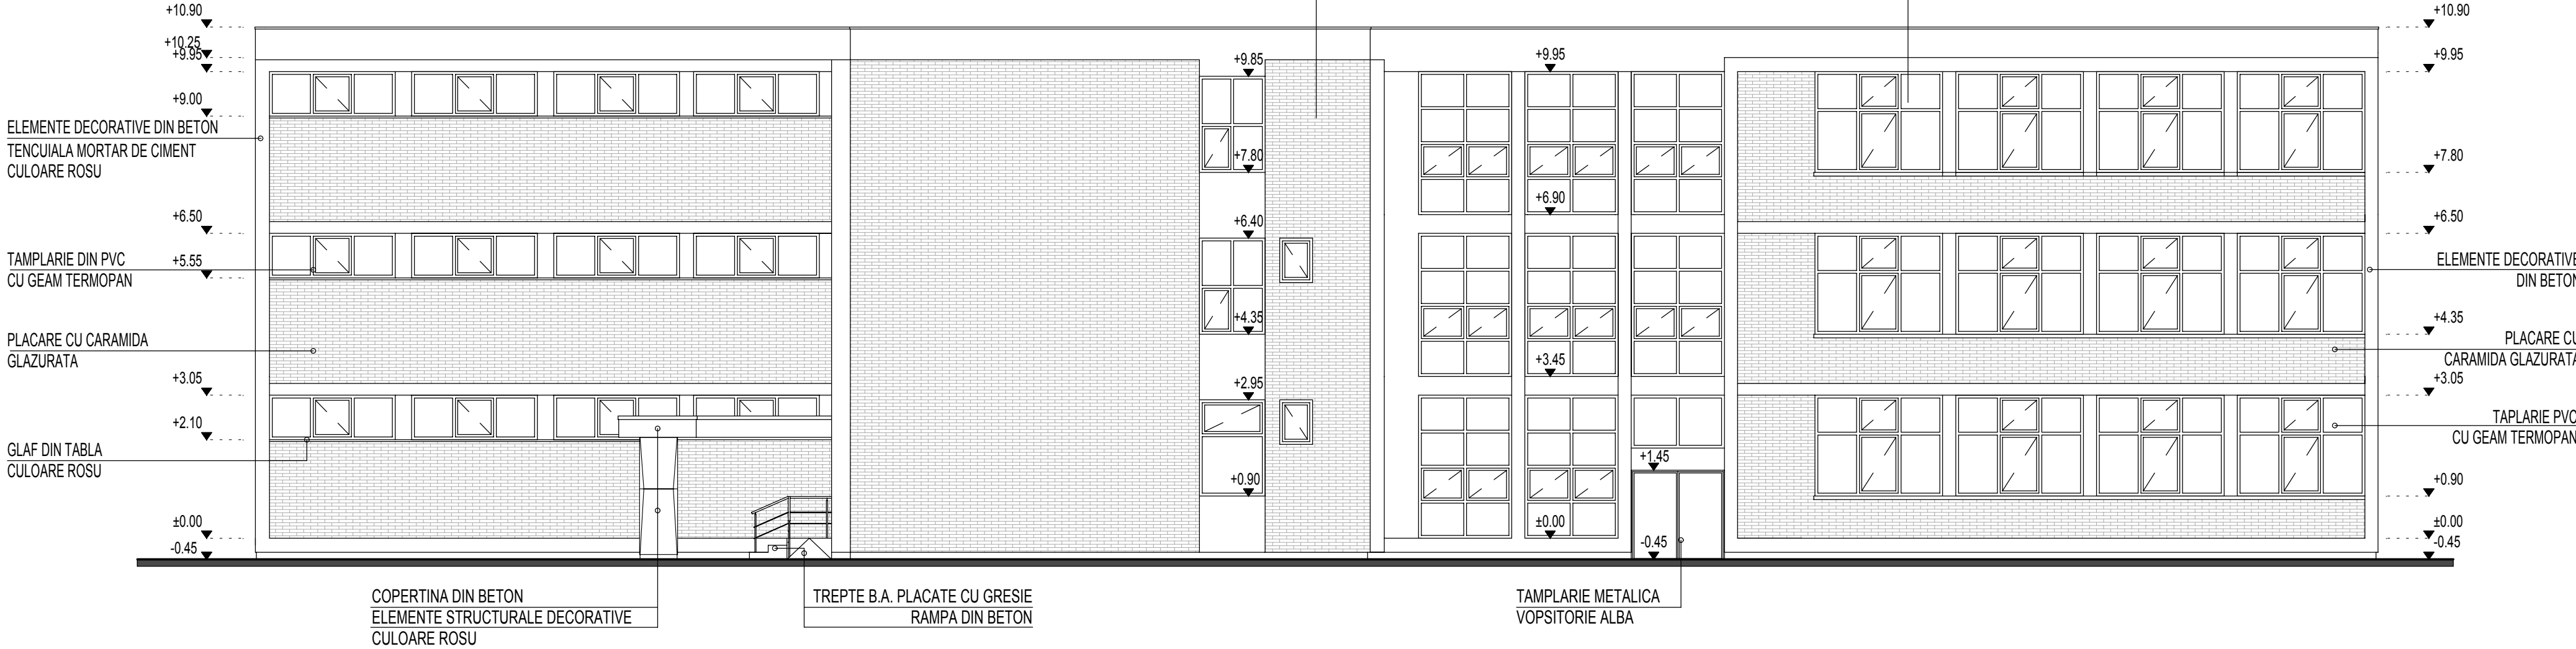 +10.90
+10.25
+9.95
+9.00
ELEMENTE DECORATIVE DIN BETON
TENCUIALA MORTAR DE CIMENT
CULOARE ROSU
+6.50
TAMPLARIE DIN PVC
CU GEAM TERMOPAN
+5.55
PLACARE CU CARAMIDA
GLAZURATA
+3.05
+2.10
GLAF DIN TABLA
CULOARE ROSU
±0.00
-0.45
COPERTINA DIN BETON
ELEMENTE STRUCTURALE DECORATIVE
CULOARE ROSU
TREPTE B.A. PLACATE CU GRESIE
RAMPA DIN BETON
+9.85
+7.80
+6.40
+4.35
+2.95
+0.90
+9.95
+6.90
+3.45
±0.00
+1.45
-0.45
TAMPLARIE METALICA
VOPSITORIE ALBA
+10.90
+9.95
+7.80
+6.50
ELEMENTE DECORATIVE
DIN BETON
+4.35
PLACARE CU
CARAMIDA GLAZURATA
+3.05
TAPLARIE PVC
CU GEAM TERMOPAN
+0.90
±0.00
-0.45